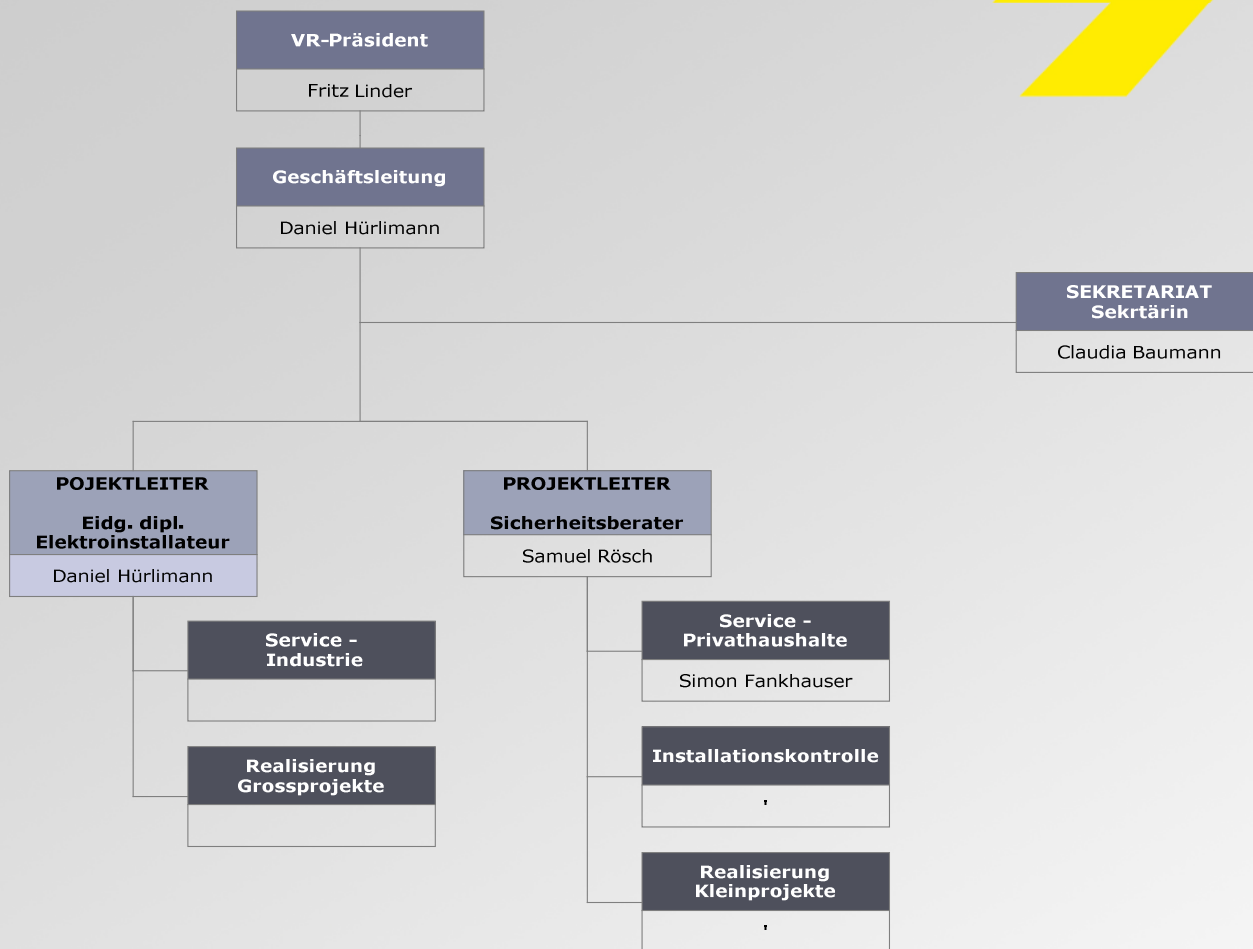 VR-Präsident
Fritz Linder
Geschäftsleitung
Daniel Hürlimann
SEKRETARIAT
Sekrtärin
Claudia Baumann
POJEKTLEITER
Eidg. dipl.
Elektroinstallateur
Daniel Hürlimann
Service -
Industrie
Realisierung
Grossprojekte
PROJEKTLEITER
Sicherheitsberater
Samuel Rösch
Service -
Privathaushalte
Simon Fankhauser
Installationskontrolle
'
Realisierung
Kleinprojekte
'